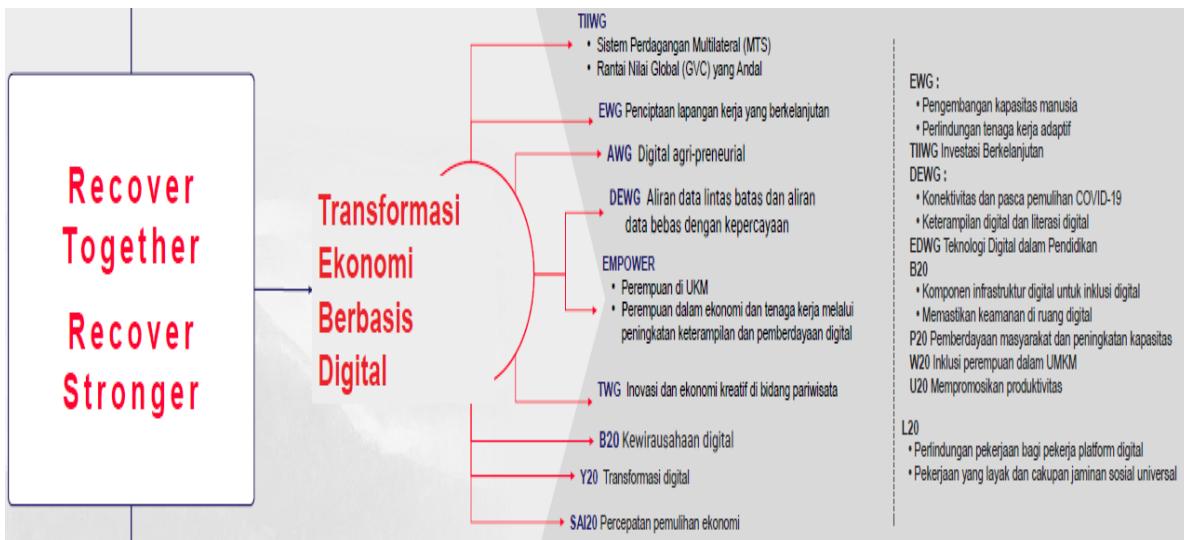 Recover
Together
Recover
Stronger
Transformasi
Ekonomi
Berbasis
Digital
TIIWG
• Sistem Perdagangan Multilateral (MTS)
• Rantai Nilai Global (GVC) yang Andal
EWG Penciptaan lapangan kerja yang berkelanjutan
AWG Digital agri-preneurial
DEWG Aliran data lintas batas dan aliran
data bebas dengan kepercayaan
EMPOWER
• Perempuan di UKM
• Perempuan dalam ekonomi dan tenaga kerja melalui
peningkatan keterampilan dan pemberdayaan digital
TWG Inovasi dan ekonomi kreatif di bidang pariwisata
B20 Kewirausahaan digital
Y20 Transformasi digital
SAI20 Percepatan pemulihan ekonomi
EWG :
• Pengembangan kapasitas manusia
• Perlindungan tenaga kerja adaptif
TIIWG Investasi Berkelanjutan
DEWG :
• Konektivitas dan pasca pemulihan COVID-19
• Keterampilan digital dan literasi digital
EDWG Teknologi Digital dalam Pendidikan
B20
• Komponen infrastruktur digital untuk inklusi digital
• Memastikan keamanan di ruang digital
P20 Pemberdayaan masyarakat dan peningkatan kapasitas
W20 Inklusi perempuan dalam UMKM
U20 Mempromosikan produktivitas
L20
• Perlindungan pekerjaan bagi pekerja platform digital
• Pekerjaan yang layak dan cakupan jaminan sosial universal